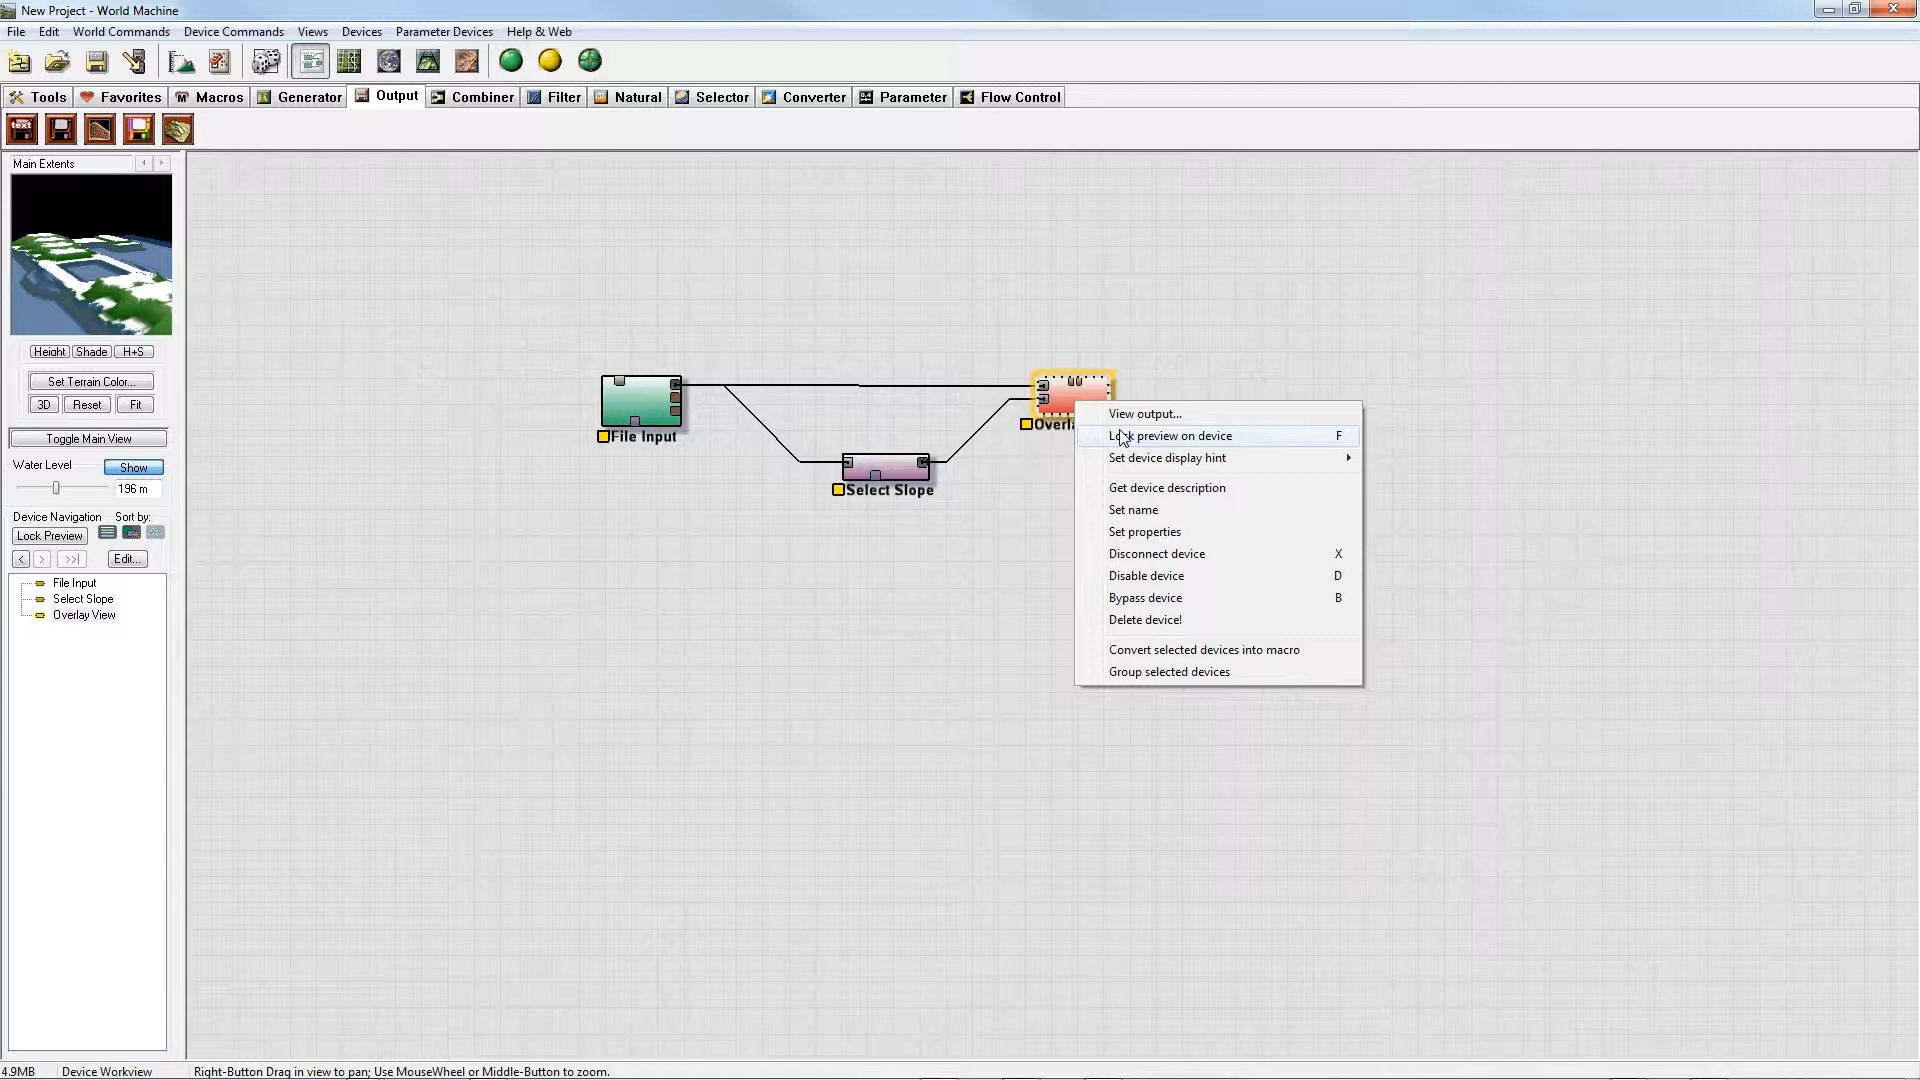 New Project - World Machine
File Edit World Commands Device Commands Views Devices Parameter Devices Help & Web
Tools Favorites Macros Generator Output Combiner Filter Natural Selector Converter Parameter Flow Control
text
Main Extents
Height Shade H+S
Set Terrain Color...
3D Reset Fit
Toggle Main View
Water Level Show
196 m
Device Navigation Sort by:
Lock Preview
< > >>| Edit...
File Input
Select Slope
Overlay View
File Input
Select Slope
Overl
View output...
Lock preview on device F
Set device display hint
Get device description
Set name
Set properties
Disconnect device X
Disable device D
Bypass device B
Delete device!
Convert selected devices into macro
Group selected devices
4.9MB Device Workview Right-Button Drag in view to pan; Use MouseWheel or Middle-Button to zoom.